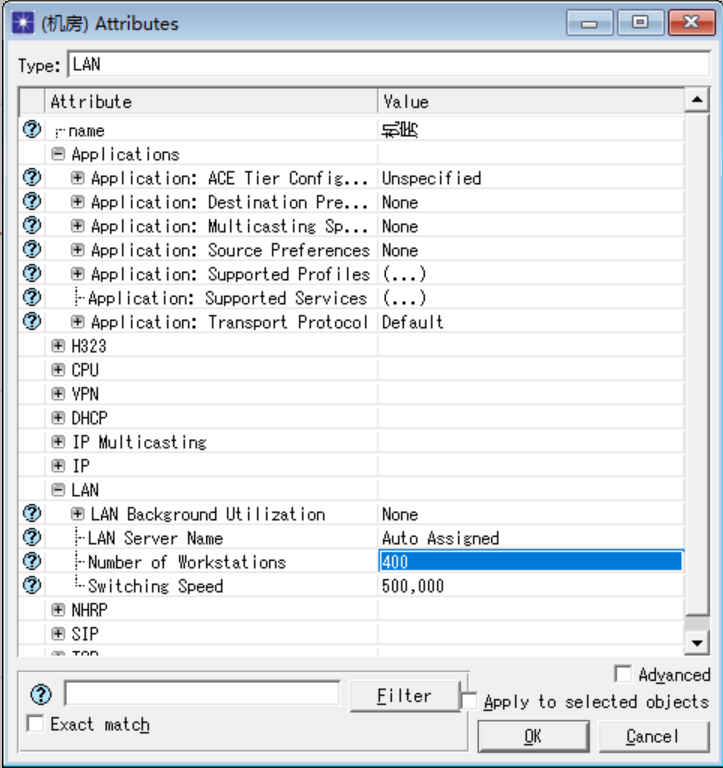 (机房) Attributes
Type: LAN
Attribute Value
name
Applications
Application: ACE Tier Config... Unspecified
Application: Destination Pre... None
Application: Multicasting Sp... None
Application: Source Preferences None
Application: Supported Profiles (...)
Application: Supported Services (...)
Application: Transport Protocol Default
H323
CPU
VPN
DHCP
IP Multicasting
IP
LAN
LAN Background Utilization None
LAN Server Name Auto Assigned
Number of Workstations 400
Switching Speed 500,000
NHRP
SIP
Advanced
Filter
Apply to selected objects
Exact match
OK Cancel